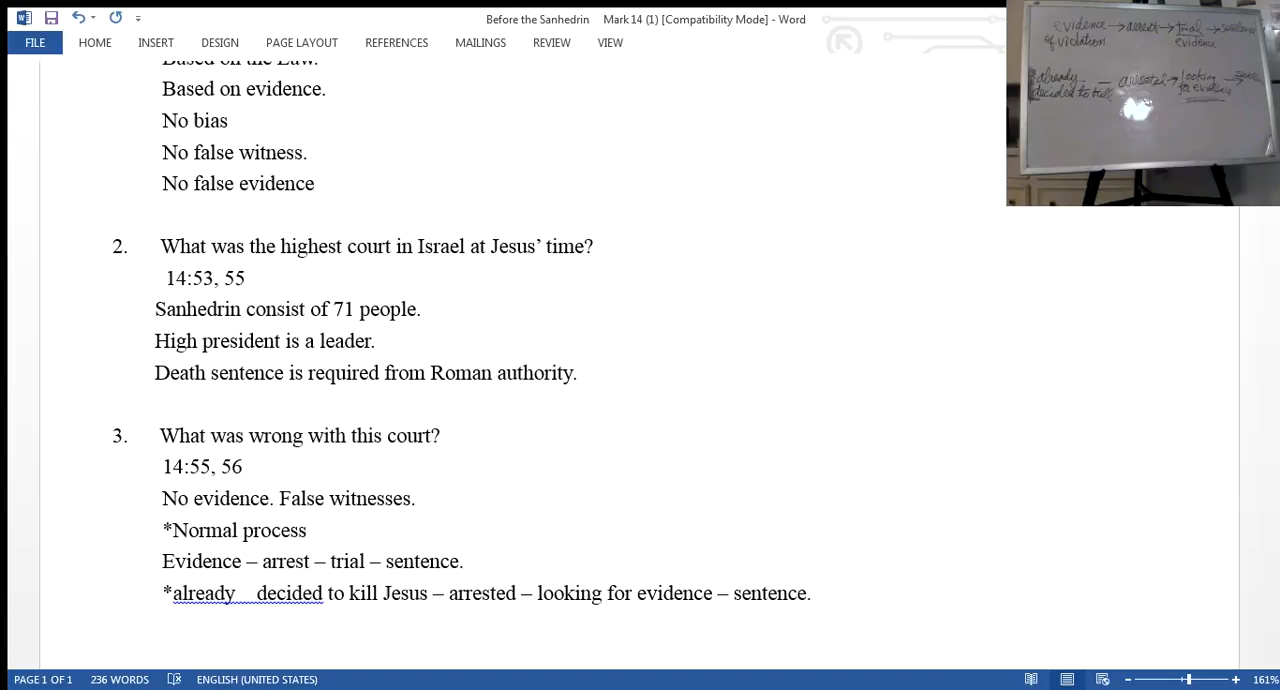 Before the Sanhedrin Mark 14 (1) [Compatibility Mode] - Word
FILE HOME INSERT DESIGN PAGE LAYOUT REFERENCES MAILINGS REVIEW VIEW
evidence → arrest → trial →
of violation evidence
already — arrested → looking →
decided to kill for evidence
Based on the Law.
Based on evidence.
No bias
No false witness.
No false evidence
2. What was the highest court in Israel at Jesus’ time?
14:53, 55
Sanhedrin consist of 71 people.
High president is a leader.
Death sentence is required from Roman authority.
3. What was wrong with this court?
14:55, 56
No evidence. False witnesses.
*Normal process
Evidence – arrest – trial – sentence.
*already decided to kill Jesus – arrested – looking for evidence – sentence.
PAGE 1 OF 1 236 WORDS ENGLISH (UNITED STATES) 161%